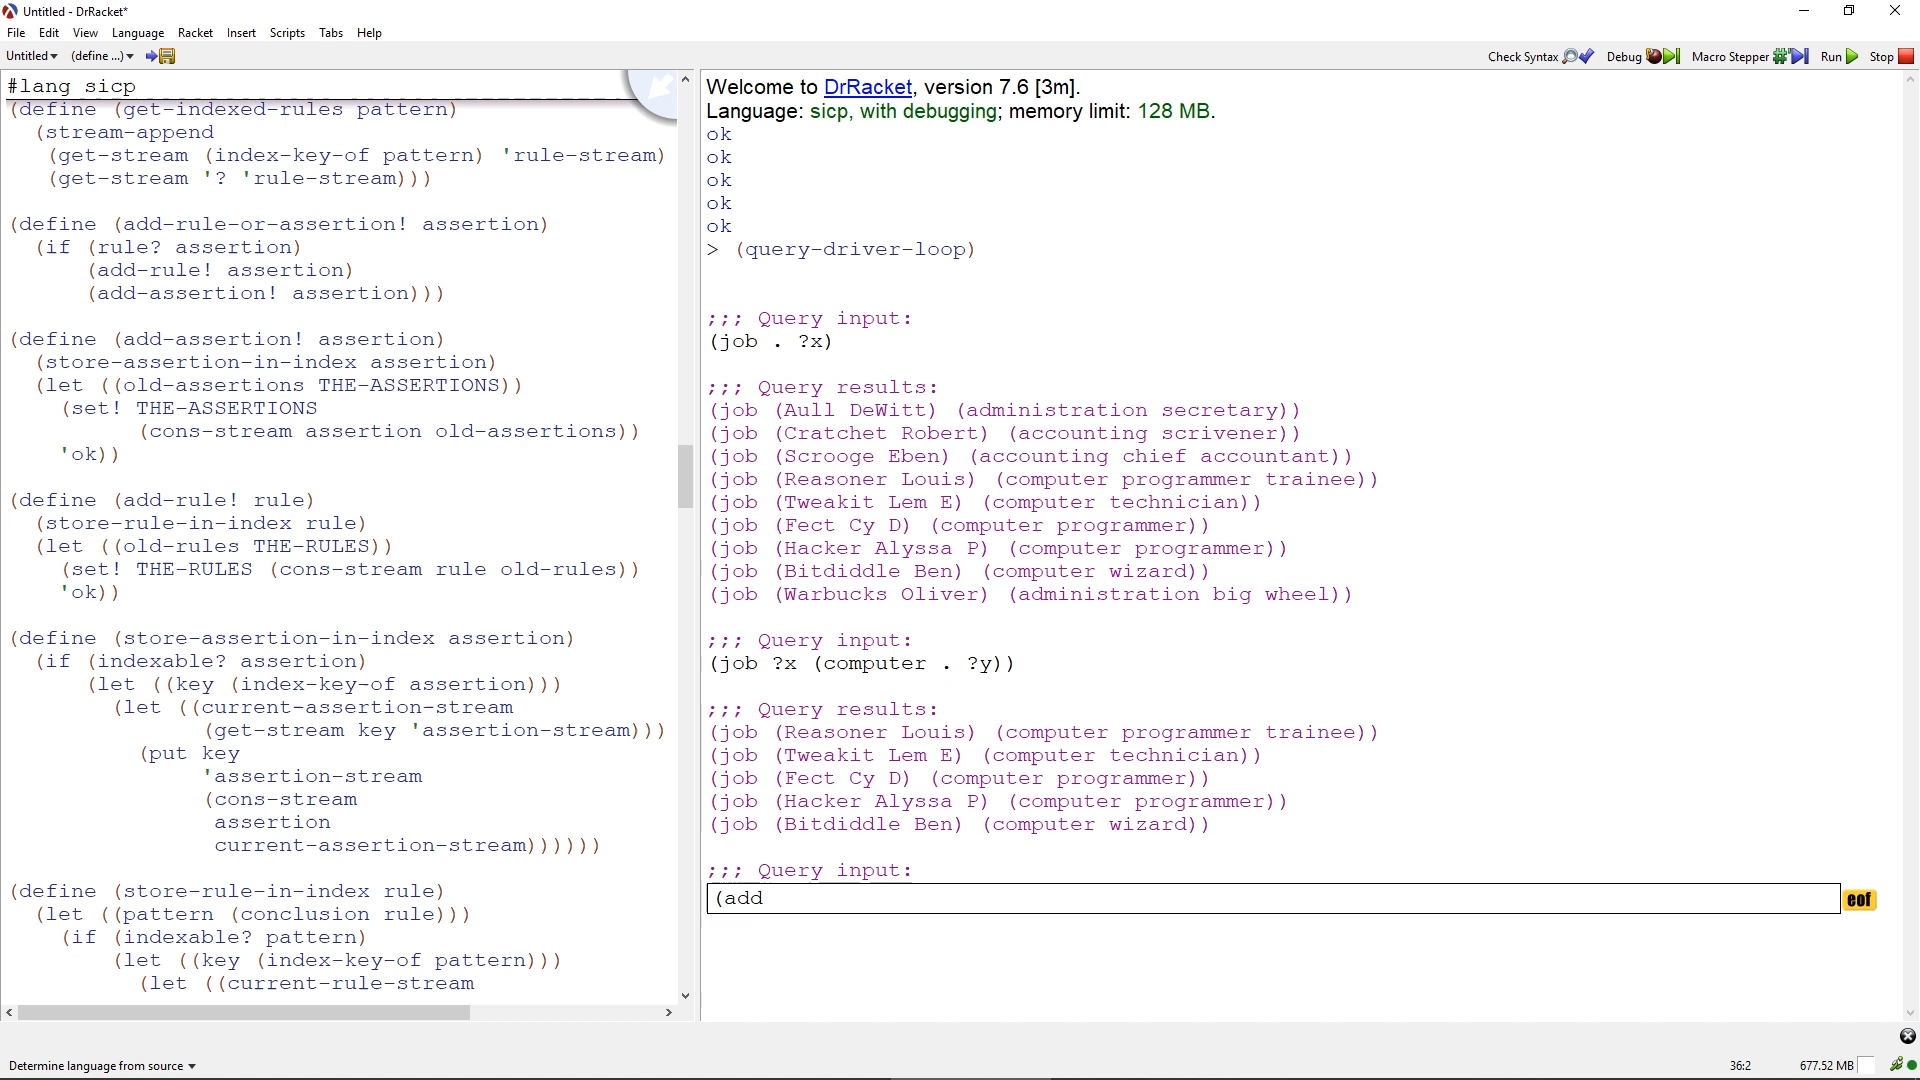 Untitled - DrRacket*
File Edit View Language Racket Insert Scripts Tabs Help
Untitled (define ...) Check Syntax Debug Macro Stepper Run Stop
#lang sicp
(define (get-indexed-rules pattern)
(stream-append
(get-stream (index-key-of pattern) 'rule-stream)
(get-stream '? 'rule-stream)))
(define (add-rule-or-assertion! assertion)
(if (rule? assertion)
(add-rule! assertion)
(add-assertion! assertion)))
(define (add-assertion! assertion)
(store-assertion-in-index assertion)
(let ((old-assertions THE-ASSERTIONS))
(set! THE-ASSERTIONS
(cons-stream assertion old-assertions))
'ok))
(define (add-rule! rule)
(store-rule-in-index rule)
(let ((old-rules THE-RULES))
(set! THE-RULES (cons-stream rule old-rules))
'ok))
(define (store-assertion-in-index assertion)
(if (indexable? assertion)
(let ((key (index-key-of assertion)))
(let ((current-assertion-stream
(get-stream key 'assertion-stream)))
(put key
'assertion-stream
(cons-stream
assertion
current-assertion-stream))))))
(define (store-rule-in-index rule)
(let ((pattern (conclusion rule)))
(if (indexable? pattern)
(let ((key (index-key-of pattern)))
(let ((current-rule-stream
Welcome to DrRacket, version 7.6 [3m].
Language: sicp, with debugging; memory limit: 128 MB.
ok
ok
ok
ok
ok
> (query-driver-loop)
;;; Query input:
(job . ?x)
;;; Query results:
(job (Aull DeWitt) (administration secretary))
(job (Cratchet Robert) (accounting scrivener))
(job (Scrooge Eben) (accounting chief accountant))
(job (Reasoner Louis) (computer programmer trainee))
(job (Tweakit Lem E) (computer technician))
(job (Fect Cy D) (computer programmer))
(job (Hacker Alyssa P) (computer programmer))
(job (Bitdiddle Ben) (computer wizard))
(job (Warbucks Oliver) (administration big wheel))
;;; Query input:
(job ?x (computer . ?y))
;;; Query results:
(job (Reasoner Louis) (computer programmer trainee))
(job (Tweakit Lem E) (computer technician))
(job (Fect Cy D) (computer programmer))
(job (Hacker Alyssa P) (computer programmer))
(job (Bitdiddle Ben) (computer wizard))
;;; Query input:
(add
eof
Determine language from source 36:2 677.52 MB